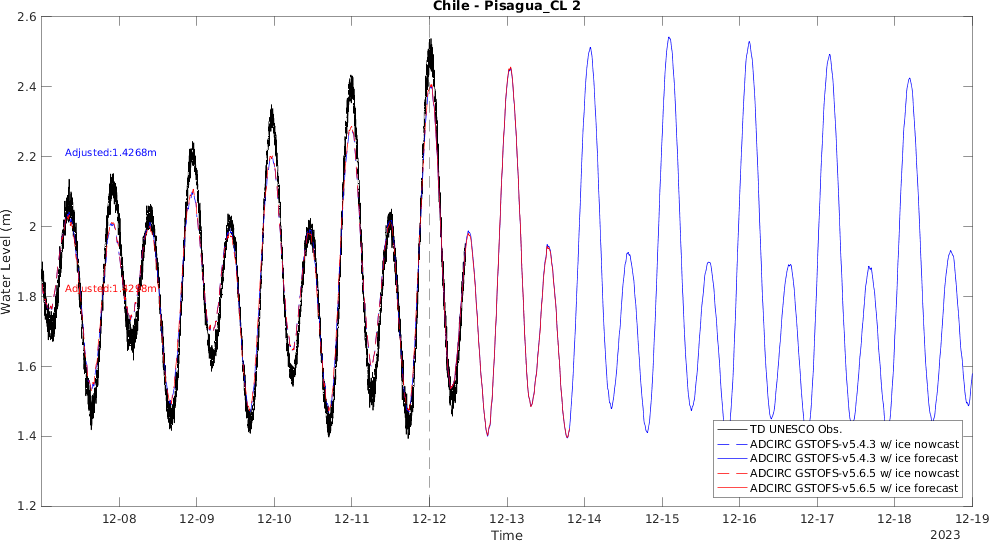 Chile - Pisagua_CL 2
2.6
2.4
2.2
2
1.8
1.6
1.4
1.2
Water Level (m)
Adjusted:1.4268m
Adjusted:1.4298m
TD UNESCO Obs.
ADCIRC GSTOFS-v5.4.3 w/ ice nowcast
ADCIRC GSTOFS-v5.4.3 w/ ice forecast
ADCIRC GSTOFS-v5.6.5 w/ ice nowcast
ADCIRC GSTOFS-v5.6.5 w/ ice forecast
12-08 12-09 12-10 12-11 12-12 12-13 12-14 12-15 12-16 12-17 12-18 12-19
Time
2023